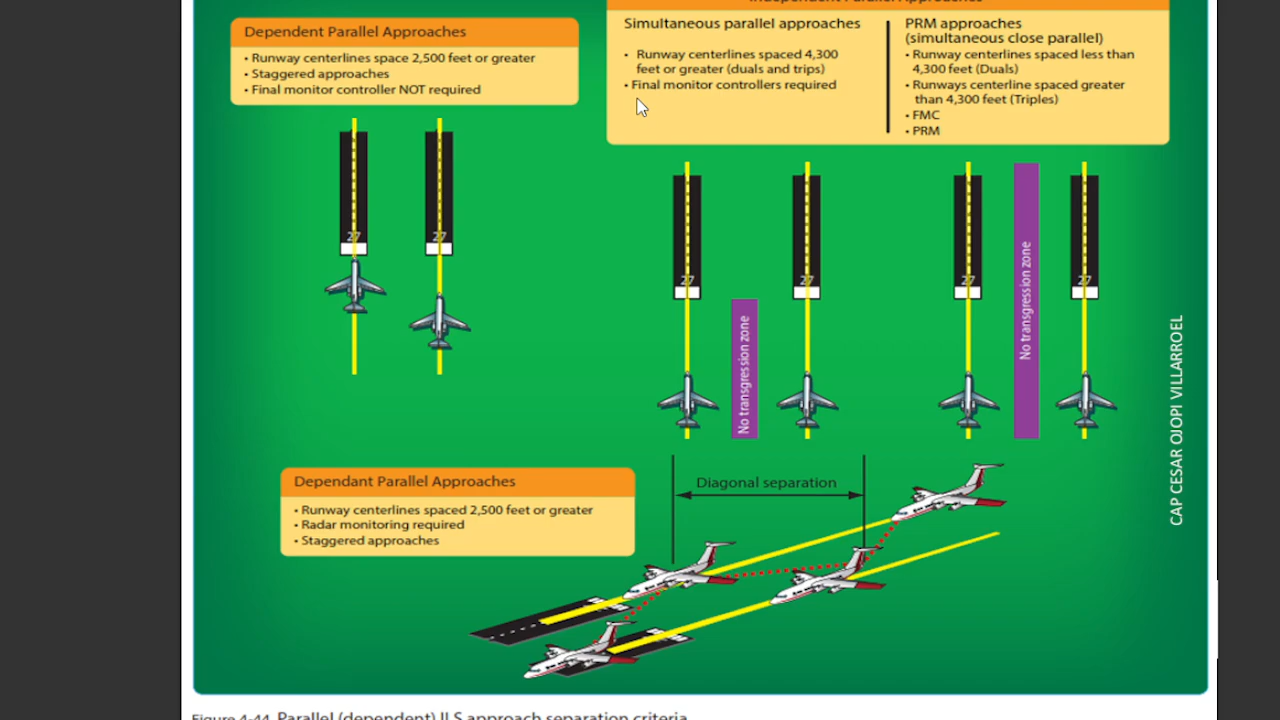 Independent Parallel Approaches
Dependent Parallel Approaches
• Runway centerlines space 2,500 feet or greater
• Staggered approaches
• Final monitor controller NOT required
Simultaneous parallel approaches
• Runway centerlines spaced 4,300
feet or greater (duals and trips)
• Final monitor controllers required
PRM approaches
(simultaneous close parallel)
• Runway centerlines spaced less than
4,300 feet (Duals)
• Runways centerline spaced greater
than 4,300 feet (Triples)
• FMC
• PRM
27
27
27
27
27
27
No transgression zone
No transgression zone
CAP CESAR OJOPI VILLARROEL
Dependant Parallel Approaches
• Runway centerlines spaced 2,500 feet or greater
• Radar monitoring required
• Staggered approaches
Diagonal separation
Figure 4-44. Parallel (dependent) ILS approach separation criteria.